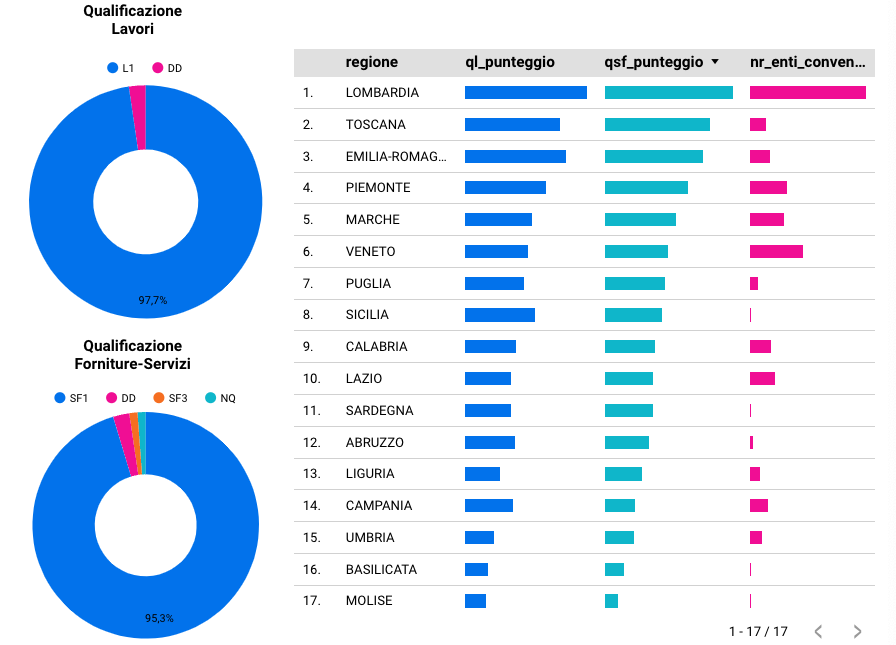 Qualificazione
Lavori
L1 DD
97,7%
Qualificazione
Forniture-Servizi
SF1 DD SF3 NQ
95,3%
regione ql_punteggio qsf_punteggio nr_enti_conven...
1. LOMBARDIA
2. TOSCANA
3. EMILIA-ROMAG...
4. PIEMONTE
5. MARCHE
6. VENETO
7. PUGLIA
8. SICILIA
9. CALABRIA
10. LAZIO
11. SARDEGNA
12. ABRUZZO
13. LIGURIA
14. CAMPANIA
15. UMBRIA
16. BASILICATA
17. MOLISE
1 - 17 / 17